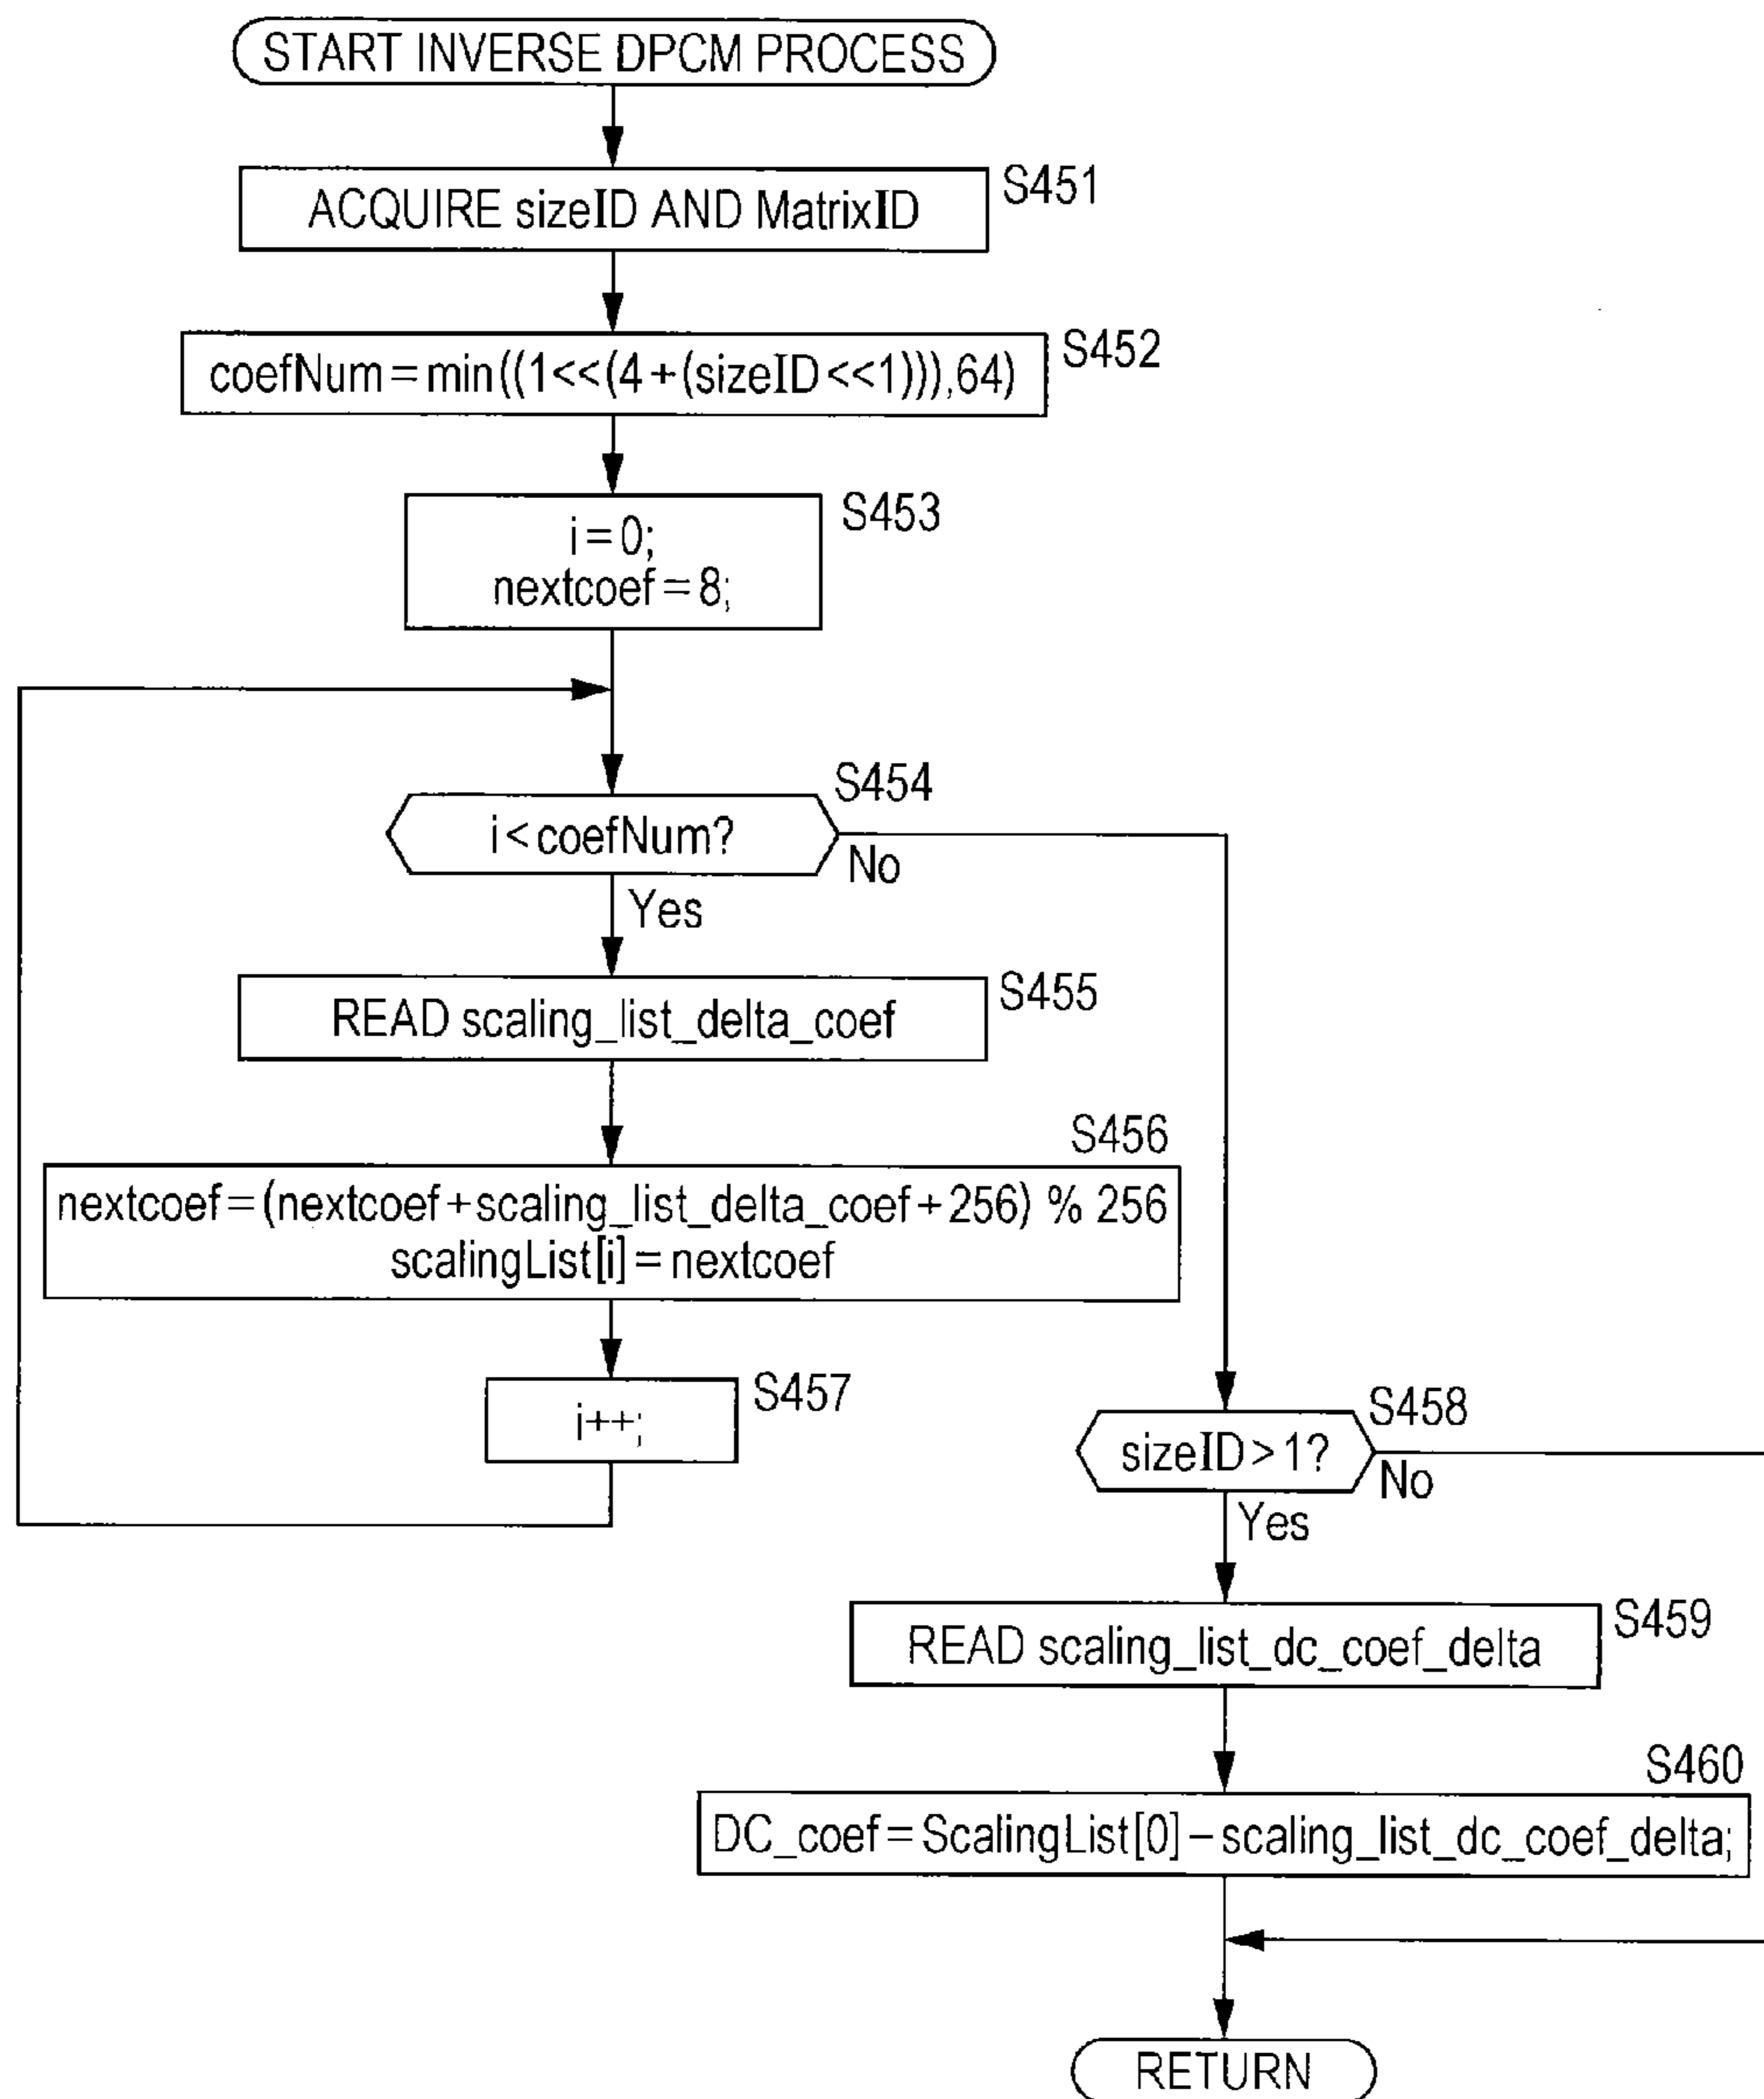 START INVERSE DPCM PROCESS
S451
ACQUIRE sizeID AND MatrixID
S452
coefNum=min((1<<(4+(sizeID<<1))),64)
S453
i=0;
nextcoef=8;
S454
i<coefNum?
No
Yes
S455
READ scaling_list_delta_coef
S456
nextcoef=(nextcoef+scaling_list_delta_coef+256) % 256
scalingList[i]=nextcoef
S457
i++;
S458
sizeID>1?
No
Yes
S459
READ scaling_list_dc_coef_delta
S460
DC_coef=ScalingList[0]–scaling_list_dc_coef_delta;
RETURN